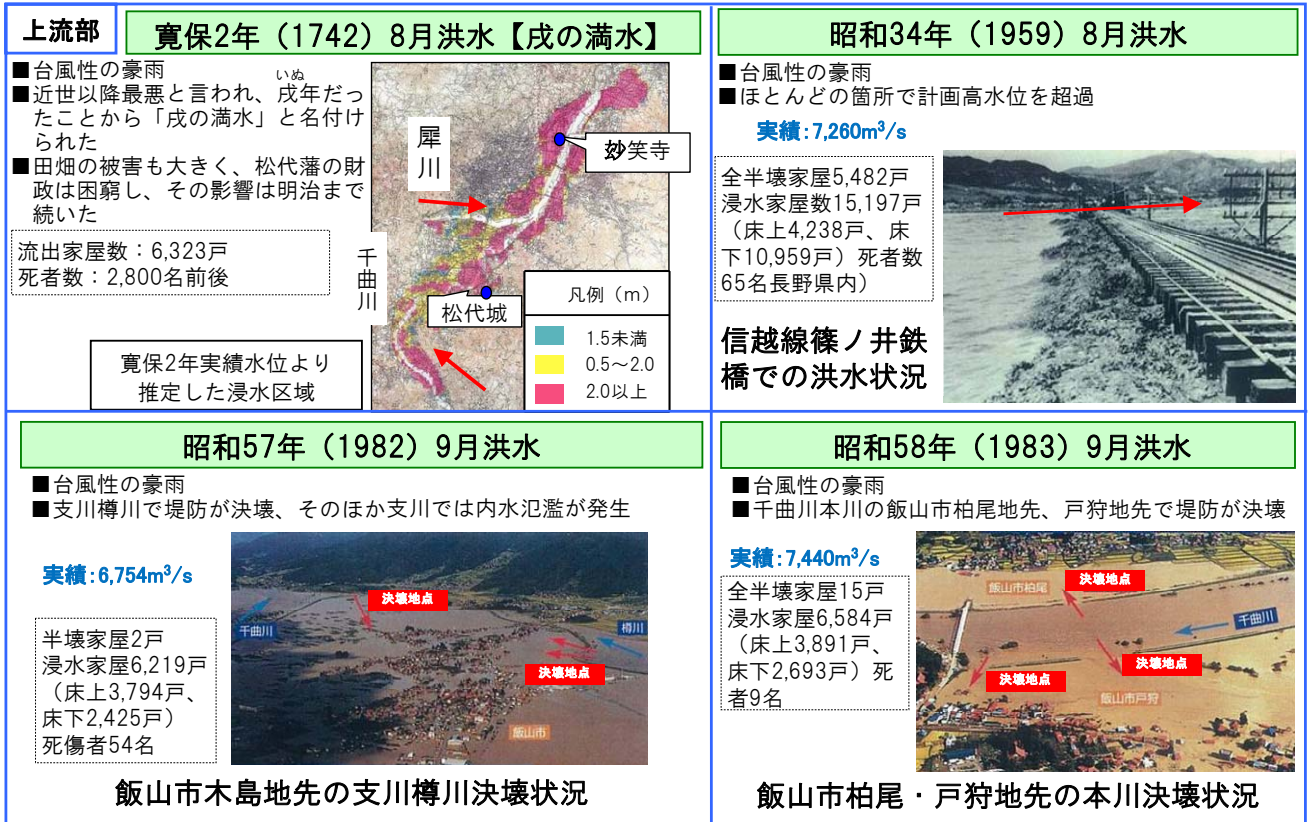 上流部
寛保2年（1742）8月洪水【戌の満水】
■台風性の豪雨
いぬ
■近世以降最悪と言われ、戌年だっ
たことから「戌の満水」と名付け
られた
■田畑の被害も大きく、松代藩の財
政は困窮し、その影響は明治まで
続いた
流出家屋数：6,323戸
死者数：2,800名前後
寛保2年実績水位より
推定した浸水区域
犀川
千曲川
妙笑寺
松代城
凡例（m）
1.5未満
0.5～2.0
2.0以上
昭和34年（1959）8月洪水
■台風性の豪雨
■ほとんどの箇所で計画高水位を超過
実績：7,260m³/s
全半壊家屋5,482戸
浸水家屋数15,197戸
（床上4,238戸、床
下10,959戸）死者数
65名長野県内）
信越線篠ノ井鉄
橋での洪水状況
昭和57年（1982）9月洪水
■台風性の豪雨
■支川樽川で堤防が決壊、そのほか支川では内水氾濫が発生
実績：6,754m³/s
半壊家屋2戸
浸水家屋6,219戸
（床上3,794戸、
床下2,425戸）
死傷者54名
千曲川
決壊地点
樽川
決壊地点
飯山市
飯山市木島地先の支川樽川決壊状況
昭和58年（1983）9月洪水
■台風性の豪雨
■千曲川本川の飯山市柏尾地先、戸狩地先で堤防が決壊
実績：7,440m³/s
全半壊家屋15戸
浸水家屋6,584戸
（床上3,891戸、
床下2,693戸）死
者9名
飯山市柏尾
決壊地点
千曲川
決壊地点
決壊地点
飯山市戸狩
飯山市柏尾・戸狩地先の本川決壊状況